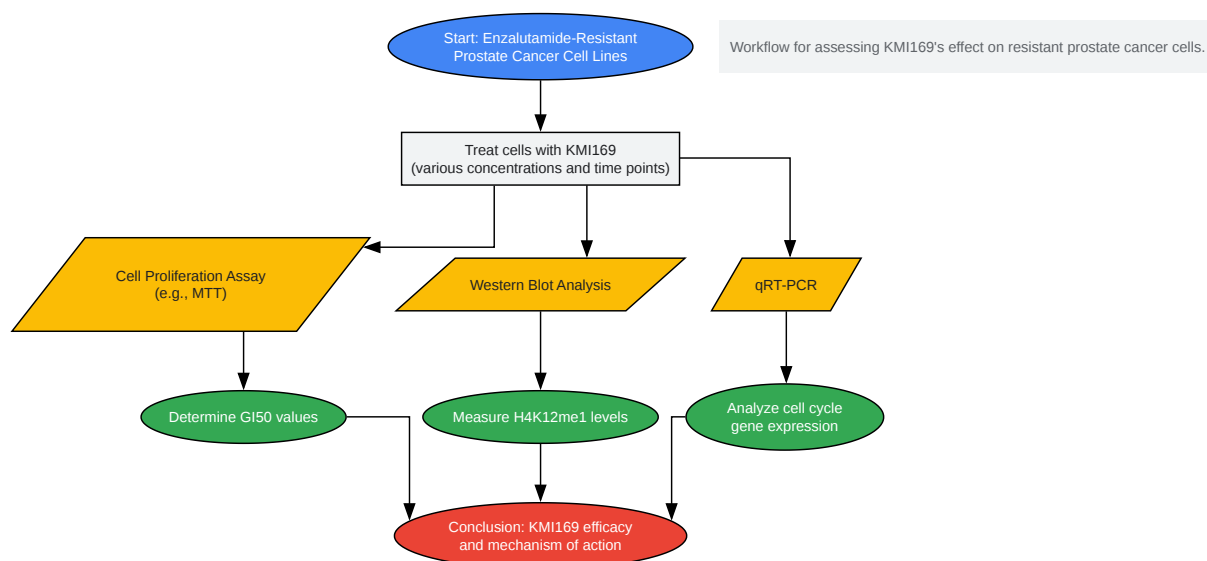 Start: Enzalutamide-Resistant
Prostate Cancer Cell Lines
Workflow for assessing KMI169's effect on resistant prostate cancer cells.
Treat cells with KMI169
(various concentrations and time points)
Cell Proliferation Assay
(e.g., MTT)
Western Blot Analysis
qRT-PCR
Determine GI50 values
Measure H4K12me1 levels
Analyze cell cycle
gene expression
Conclusion: KMI169 efficacy
and mechanism of action